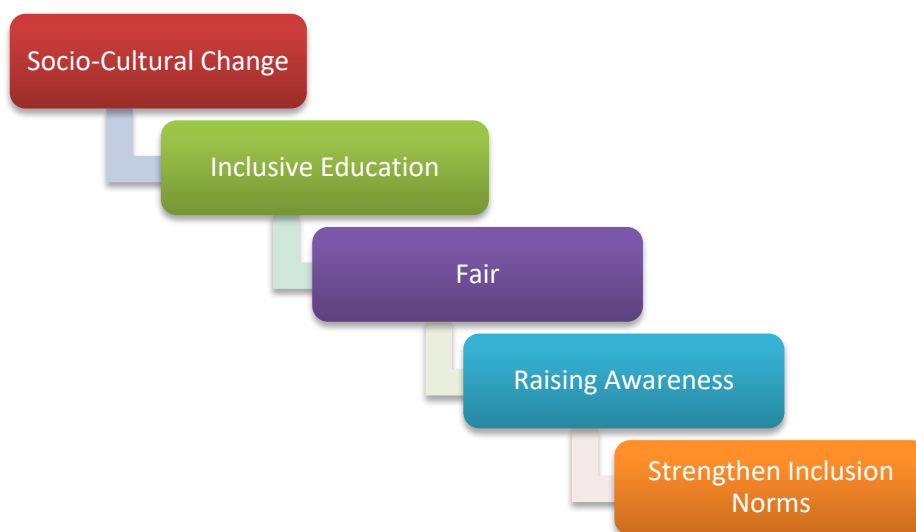 Socio-Cultural Change
Inclusive Education
Fair
Raising Awareness
Strengthen Inclusion
Norms